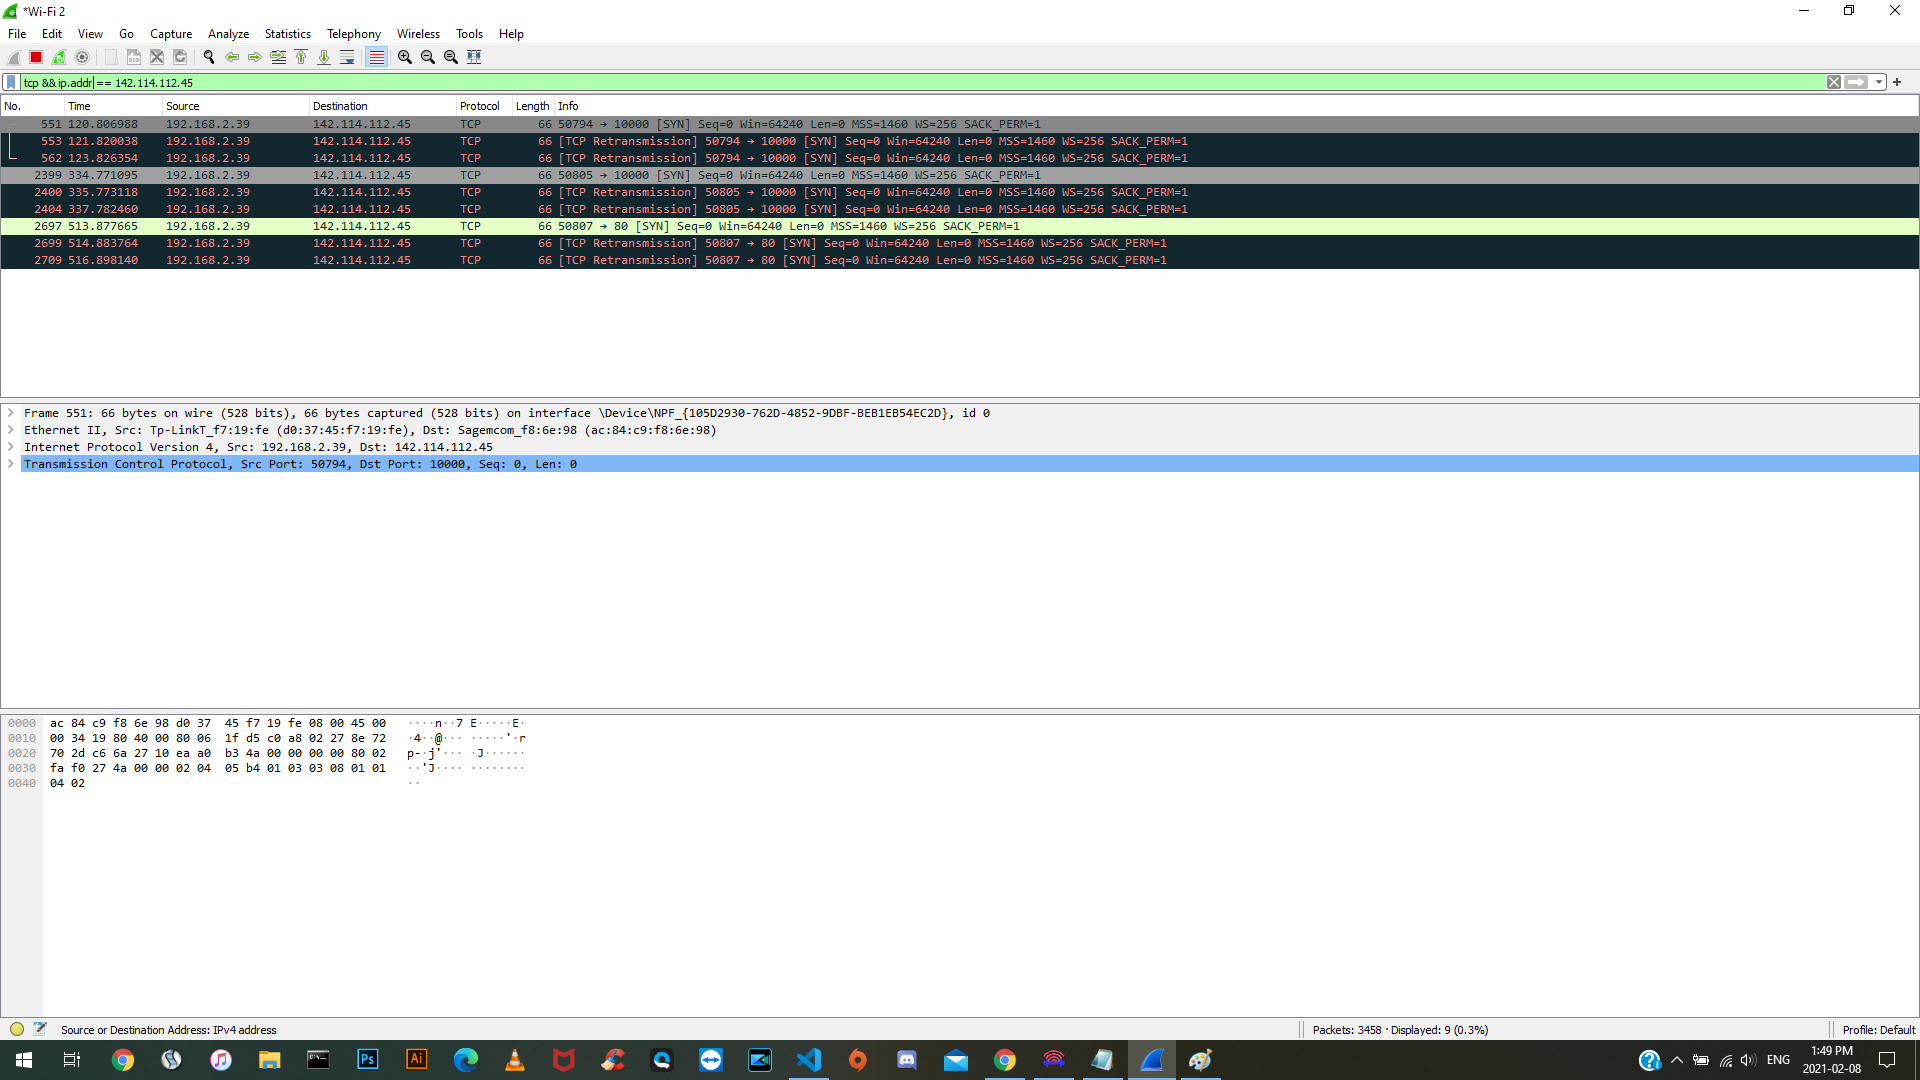 *Wi-Fi 2
File Edit View Go Capture Analyze Statistics Telephony Wireless Tools Help
tcp && ip.addr == 142.114.112.45
No. Time Source Destination Protocol Length Info
551 120.806988 192.168.2.39 142.114.112.45 TCP 66 50794 → 10000 [SYN] Seq=0 Win=64240 Len=0 MSS=1460 WS=256 SACK_PERM=1
553 121.820038 192.168.2.39 142.114.112.45 TCP 66 [TCP Retransmission] 50794 → 10000 [SYN] Seq=0 Win=64240 Len=0 MSS=1460 WS=256 SACK_PERM=1
562 123.826354 192.168.2.39 142.114.112.45 TCP 66 [TCP Retransmission] 50794 → 10000 [SYN] Seq=0 Win=64240 Len=0 MSS=1460 WS=256 SACK_PERM=1
2399 334.771095 192.168.2.39 142.114.112.45 TCP 66 50805 → 10000 [SYN] Seq=0 Win=64240 Len=0 MSS=1460 WS=256 SACK_PERM=1
2400 335.773118 192.168.2.39 142.114.112.45 TCP 66 [TCP Retransmission] 50805 → 10000 [SYN] Seq=0 Win=64240 Len=0 MSS=1460 WS=256 SACK_PERM=1
2404 337.782460 192.168.2.39 142.114.112.45 TCP 66 [TCP Retransmission] 50805 → 10000 [SYN] Seq=0 Win=64240 Len=0 MSS=1460 WS=256 SACK_PERM=1
2697 513.877665 192.168.2.39 142.114.112.45 TCP 66 50807 → 80 [SYN] Seq=0 Win=64240 Len=0 MSS=1460 WS=256 SACK_PERM=1
2699 514.883764 192.168.2.39 142.114.112.45 TCP 66 [TCP Retransmission] 50807 → 80 [SYN] Seq=0 Win=64240 Len=0 MSS=1460 WS=256 SACK_PERM=1
2709 516.898140 192.168.2.39 142.114.112.45 TCP 66 [TCP Retransmission] 50807 → 80 [SYN] Seq=0 Win=64240 Len=0 MSS=1460 WS=256 SACK_PERM=1
Frame 551: 66 bytes on wire (528 bits), 66 bytes captured (528 bits) on interface \Device\NPF_{105D2930-762D-4852-9DBF-BEB1EB54EC2D}, id 0
Ethernet II, Src: Tp-LinkT_f7:19:fe (d0:37:45:f7:19:fe), Dst: Sagemcom_f8:6e:98 (ac:84:c9:f8:6e:98)
Internet Protocol Version 4, Src: 192.168.2.39, Dst: 142.114.112.45
Transmission Control Protocol, Src Port: 50794, Dst Port: 10000, Seq: 0, Len: 0
0000 ac 84 c9 f8 6e 98 d0 37 45 f7 19 fe 08 00 45 00 ····n··7 E·····E·
0010 00 34 19 80 40 00 80 06 1f d5 c0 a8 02 27 8e 72 ·4··@··· ·····'·r
0020 70 2d c6 6a 27 10 ea a0 b3 4a 00 00 00 00 80 02 p-·j'··· ·J······
0030 fa f0 27 4a 00 00 02 04 05 b4 01 03 03 08 01 01 ··'J···· ········
0040 04 02 ··
Source or Destination Address: IPv4 address
Packets: 3458 · Displayed: 9 (0.3%)
Profile: Default
Ps
Ai
ENG
1:49 PM
2021-02-08